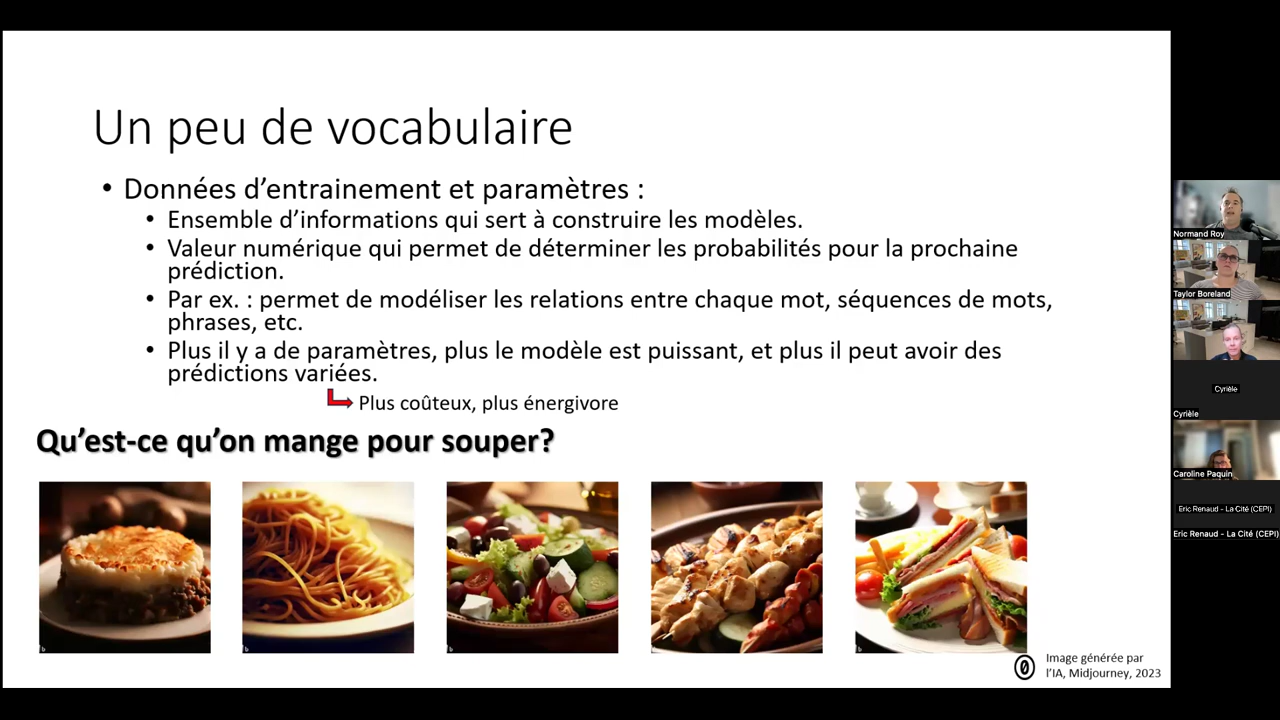 Un peu de vocabulaire
• Données d’entrainement et paramètres :
• Ensemble d’informations qui sert à construire les modèles.
• Valeur numérique qui permet de déterminer les probabilités pour la prochaine
prédiction.
• Par ex. : permet de modéliser les relations entre chaque mot, séquences de mots,
phrases, etc.
• Plus il y a de paramètres, plus le modèle est puissant, et plus il peut avoir des
prédictions variées.
Plus coûteux, plus énergivore
Qu’est-ce qu’on mange pour souper?
Image générée par
l’IA, Midjourney, 2023
Normand Roy
Taylor Boreland
Cyrièle
Cyrièle
Caroline Paquin
Eric Renaud - La Cité (CEPI)
Eric Renaud - La Cité (CEPI)